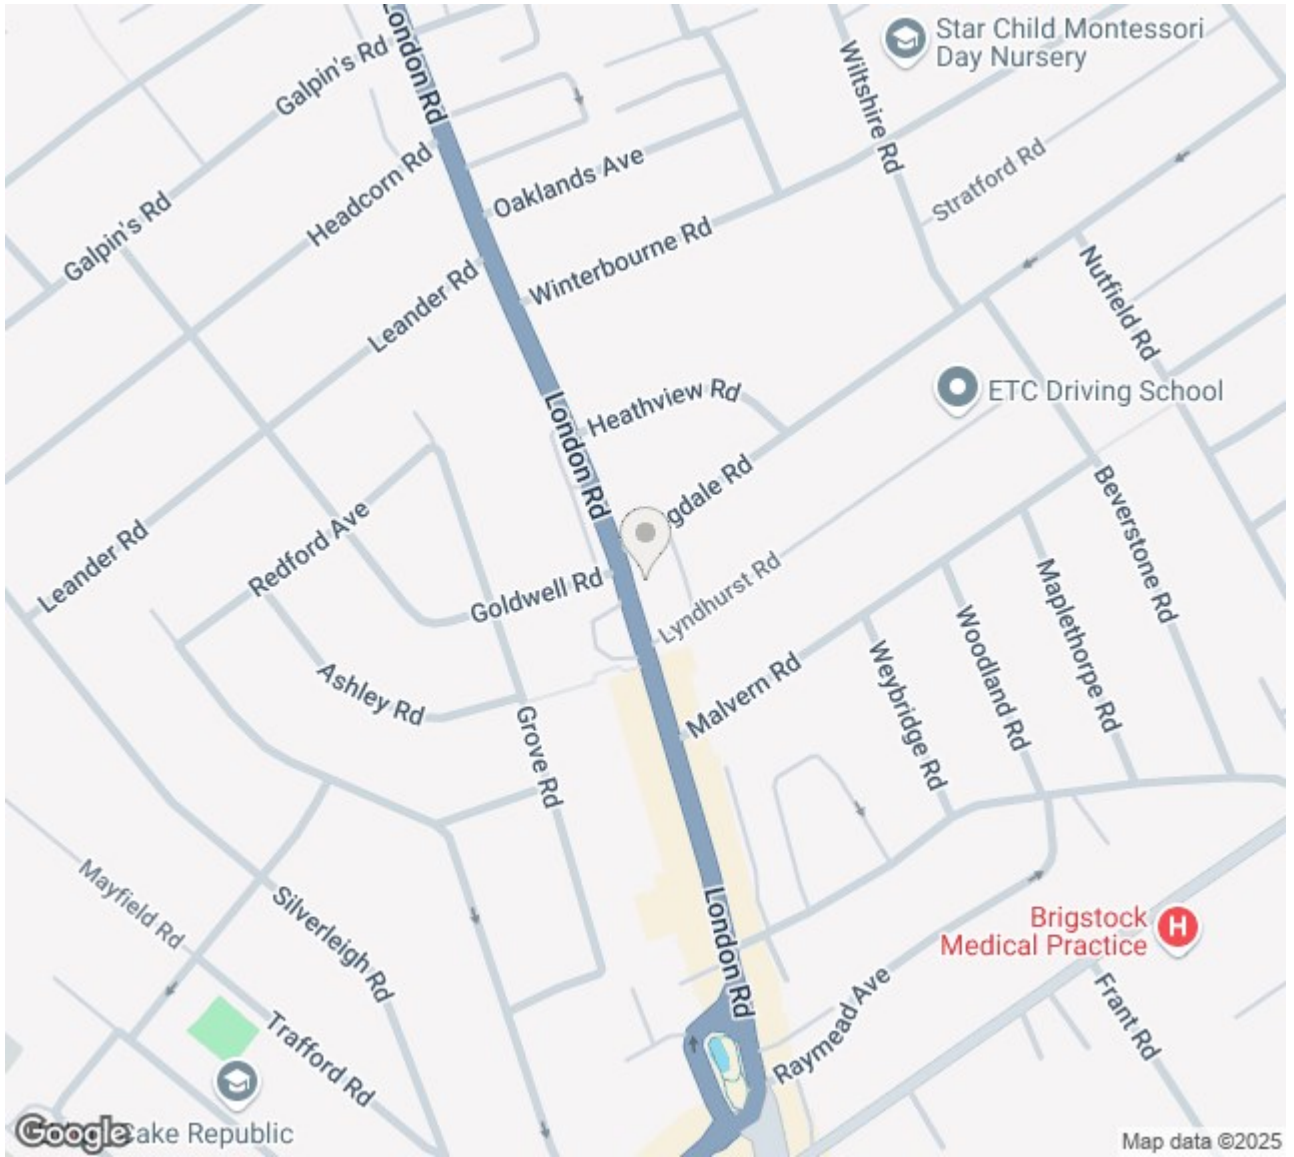 London Rd
Star Child Montessori
Day Nursery
Galpin's Rd
Wiltshire Rd
Headcorn Rd
Oaklands Ave
Stratford Rd
Galpin's Rd
Winterbourne Rd
Leander Rd
Nutfield Rd
Heathview Rd
ETC Driving School
London Rd
gdale Rd
Beverstone Rd
Redford Ave
Leander Rd
Goldwell Rd
Lyndhurst Rd
Maplethorpe Rd
Woodland Rd
Weybridge Rd
Ashley Rd
Malvern Rd
Grove Rd
Mayfield Rd
Silverleigh Rd
London Rd
Brigstock
Medical Practice
Raymead Ave
Frant Rd
Trafford Rd
Google
Cake Republic
Map data ©2025